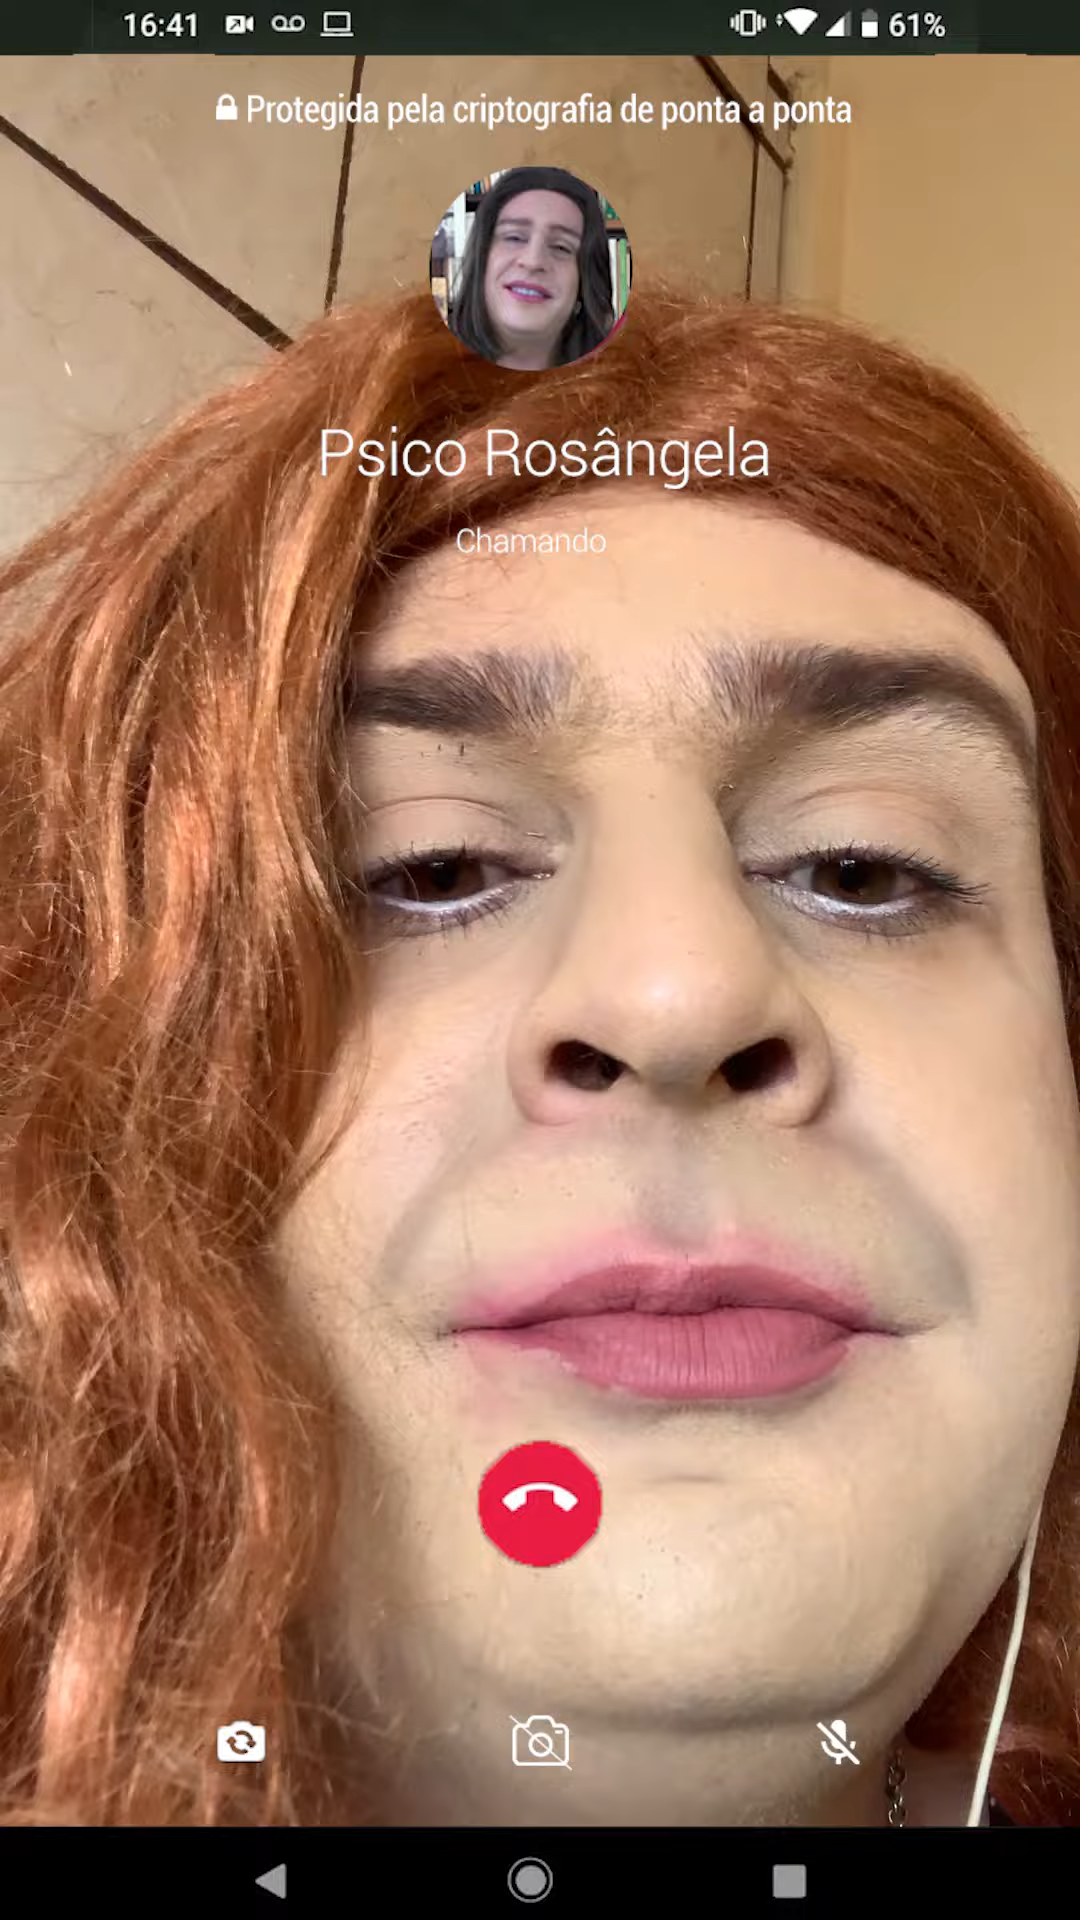 16:41
61%
Protegida pela criptografia de ponta a ponta
Psico Rosângela
Chamando